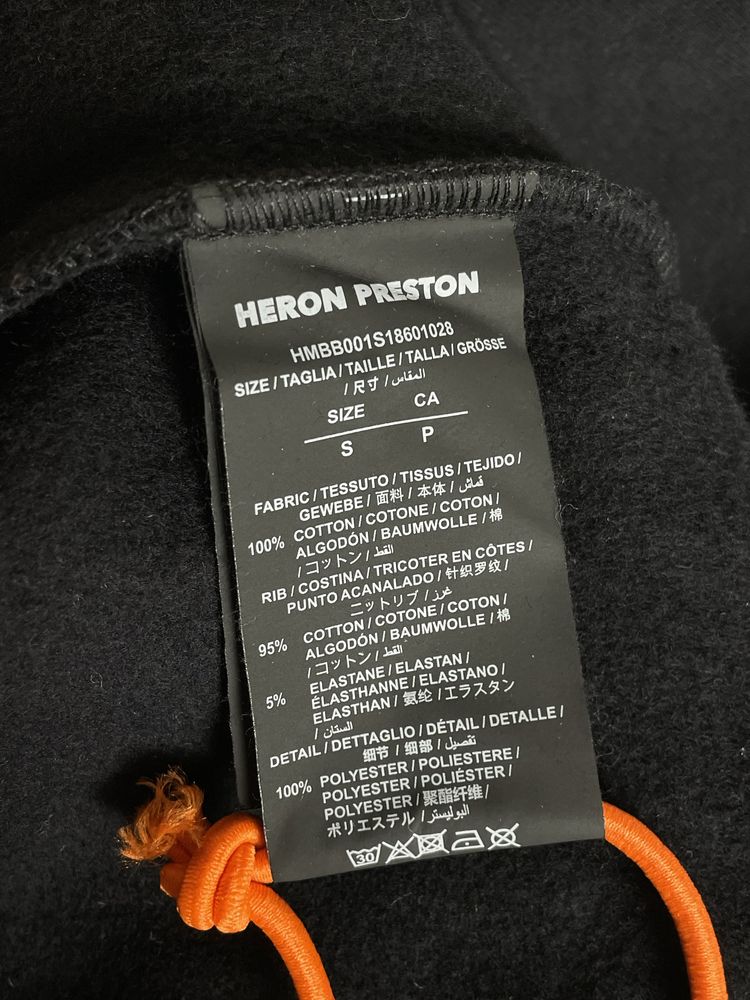 HERON PRESTON
HMBB001S18601028
SIZE / TAGLIA / TAILLE / TALLA / GRÖSSE
/ 尺寸 / المقاس
SIZE CA
S P
FABRIC / TESSUTO / TISSUS / TEJIDO /
GEWEBE / 面料 / 本体 / قماش
100% COTTON / COTONE / COTON /
ALGODÓN / BAUMWOLLE / 棉
/ コットン / القط
RIB / COSTINA / TRICOTER EN CÔTES /
PUNTO ACANALADO / 针织罗纹 /
ニットリブ / غرز
95% COTTON / COTONE / COTON /
ALGODÓN / BAUMWOLLE / 棉
/ コットン / القط
5% ELASTANE / ELASTAN /
ÉLASTHANNE / ELASTANO /
ELASTHAN / 氨纶 / エラスタン
/ الستان
DETAIL / DETTAGLIO / DÉTAIL / DETALLE /
细节 / 细部 / تفصيل
100% POLYESTER / POLIESTERE /
POLYESTER / POLIÉSTER /
POLYESTER / 聚酯纤维 /
ポリエステル / البوليستر
30